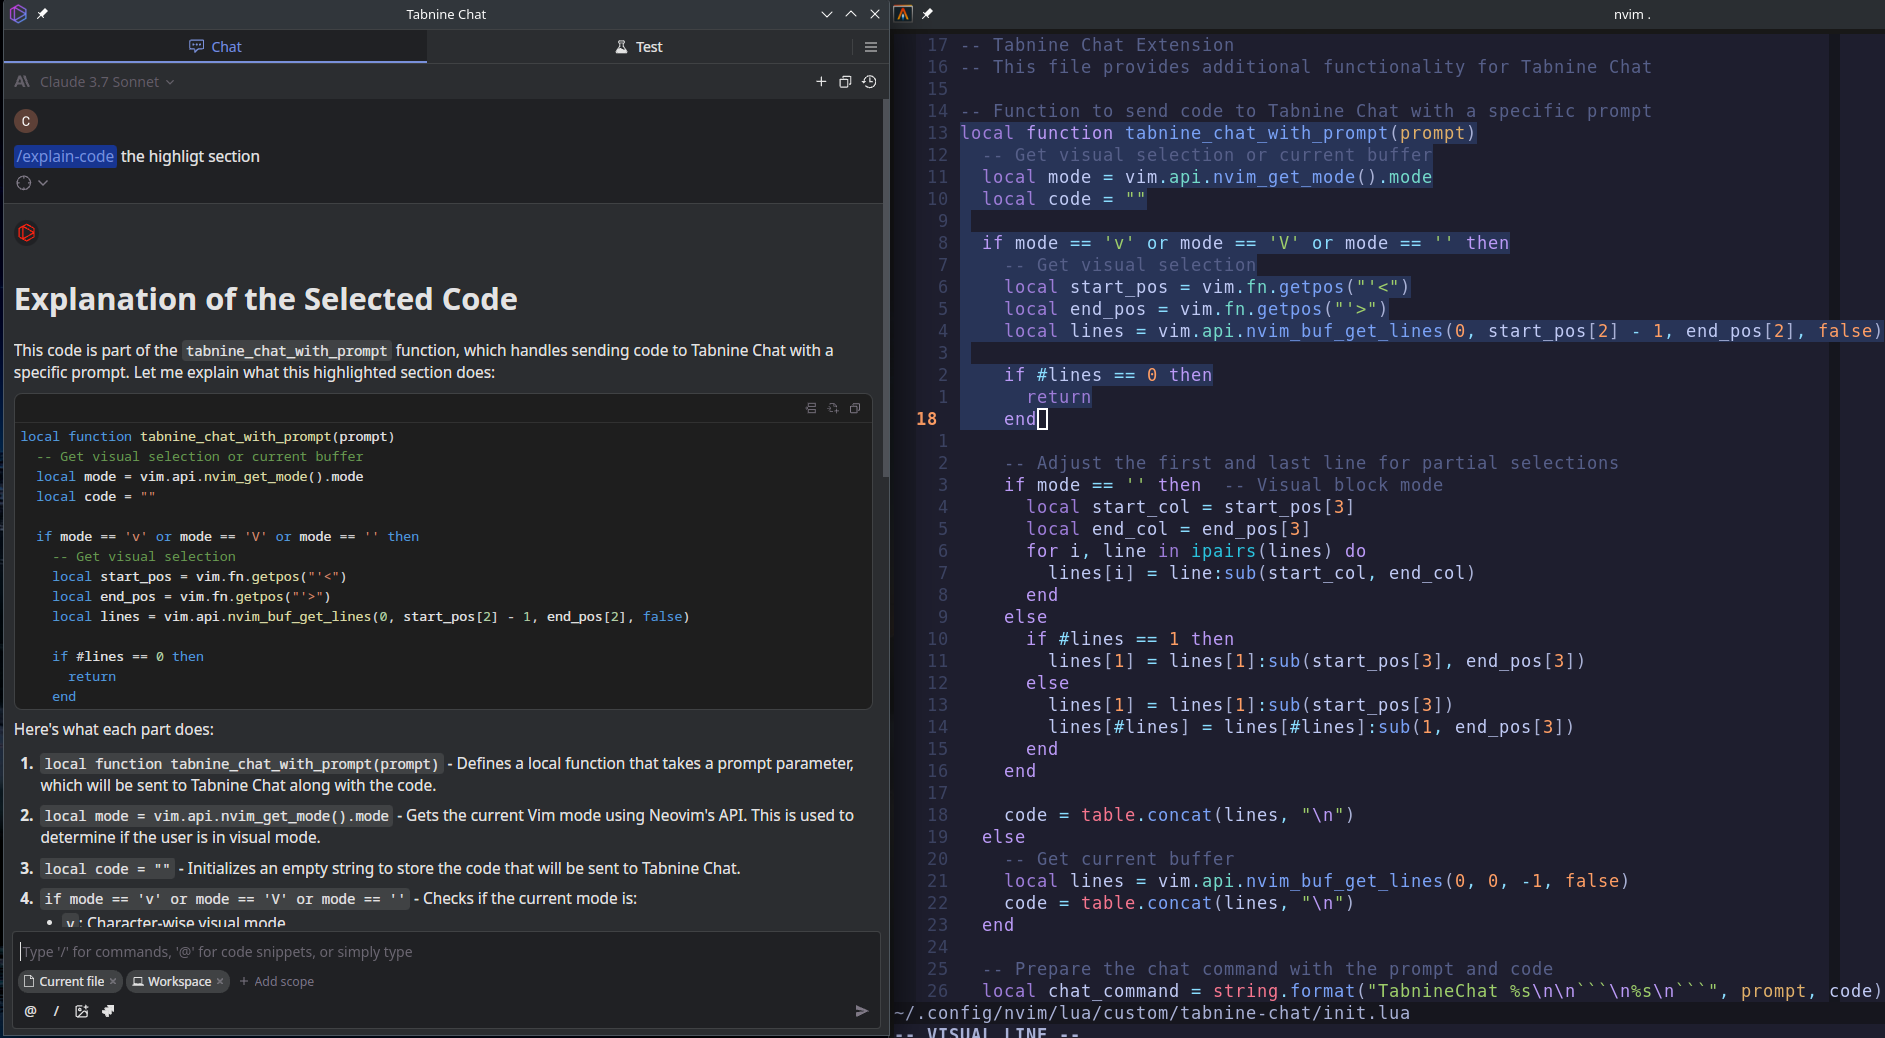 Tabnine Chat
Chat
Test
Claude 3.7 Sonnet
C
/explain-code the highligt section
Explanation of the Selected Code
This code is part of the tabnine_chat_with_prompt function, which handles sending code to Tabnine Chat with a
specific prompt. Let me explain what this highlighted section does:
local function tabnine_chat_with_prompt(prompt)
  -- Get visual selection or current buffer
  local mode = vim.api.nvim_get_mode().mode
  local code = ""
  if mode == 'v' or mode == 'V' or mode == '' then
    -- Get visual selection
    local start_pos = vim.fn.getpos("'<")
    local end_pos = vim.fn.getpos("'>")
    local lines = vim.api.nvim_buf_get_lines(0, start_pos[2] - 1, end_pos[2], false)
    if #lines == 0 then
      return
    end
Here's what each part does:
1. local function tabnine_chat_with_prompt(prompt) - Defines a local function that takes a prompt parameter,
which will be sent to Tabnine Chat along with the code.
2. local mode = vim.api.nvim_get_mode().mode - Gets the current Vim mode using Neovim's API. This is used to
determine if the user is in visual mode.
3. local code = "" - Initializes an empty string to store the code that will be sent to Tabnine Chat.
4. if mode == 'v' or mode == 'V' or mode == '' - Checks if the current mode is:
• v: Character-wise visual mode
Type '/' for commands, '@' for code snippets, or simply type
Current file × Workspace × + Add scope
@ /
nvim .
17 -- Tabnine Chat Extension
16 -- This file provides additional functionality for Tabnine Chat
15
14 -- Function to send code to Tabnine Chat with a specific prompt
13 local function tabnine_chat_with_prompt(prompt)
12   -- Get visual selection or current buffer
11   local mode = vim.api.nvim_get_mode().mode
10   local code = ""
9
8   if mode == 'v' or mode == 'V' or mode == '' then
7     -- Get visual selection
6     local start_pos = vim.fn.getpos("'<")
5     local end_pos = vim.fn.getpos("'>")
4     local lines = vim.api.nvim_buf_get_lines(0, start_pos[2] - 1, end_pos[2], false)
3
2     if #lines == 0 then
1       return
18     end
1
2     -- Adjust the first and last line for partial selections
3     if mode == '' then  -- Visual block mode
4       local start_col = start_pos[3]
5       local end_col = end_pos[3]
6       for i, line in ipairs(lines) do
7         lines[i] = line:sub(start_col, end_col)
8       end
9     else
10       if #lines == 1 then
11         lines[1] = lines[1]:sub(start_pos[3], end_pos[3])
12       else
13         lines[1] = lines[1]:sub(start_pos[3])
14         lines[#lines] = lines[#lines]:sub(1, end_pos[3])
15       end
16     end
17
18     code = table.concat(lines, "\n")
19   else
20     -- Get current buffer
21     local lines = vim.api.nvim_buf_get_lines(0, 0, -1, false)
22     code = table.concat(lines, "\n")
23   end
24
25   -- Prepare the chat command with the prompt and code
26   local chat_command = string.format("TabnineChat %s\n\n```\n%s\n```", prompt, code)
~/.config/nvim/lua/custom/tabnine-chat/init.lua
-- VISUAL LINE --